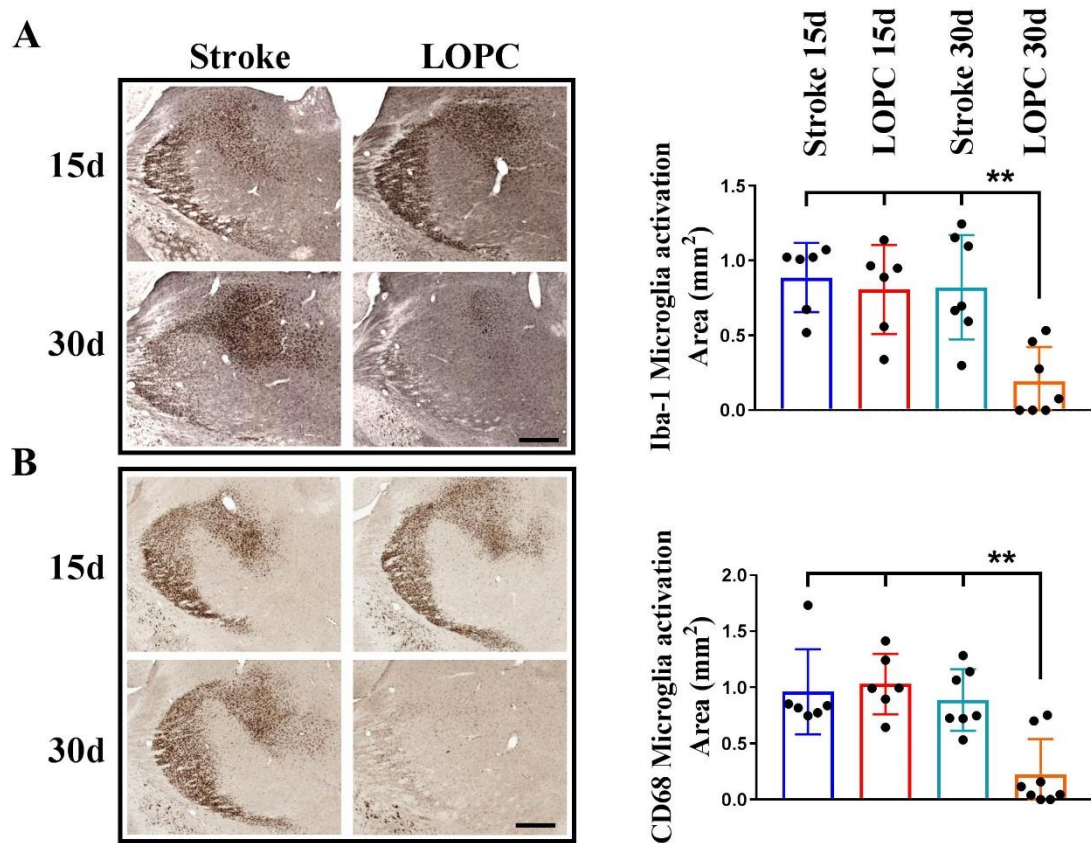 A
Stroke LOPC
15d
30d
Stroke 15d
LOPC 15d
Stroke 30d
LOPC 30d
**
Iba-1 Microglia activation
Area (mm²)
1.5
1.0
0.5
0.0
B
15d
30d
**
CD68 Microglia activation
Area (mm²)
2.0
1.5
1.0
0.5
0.0